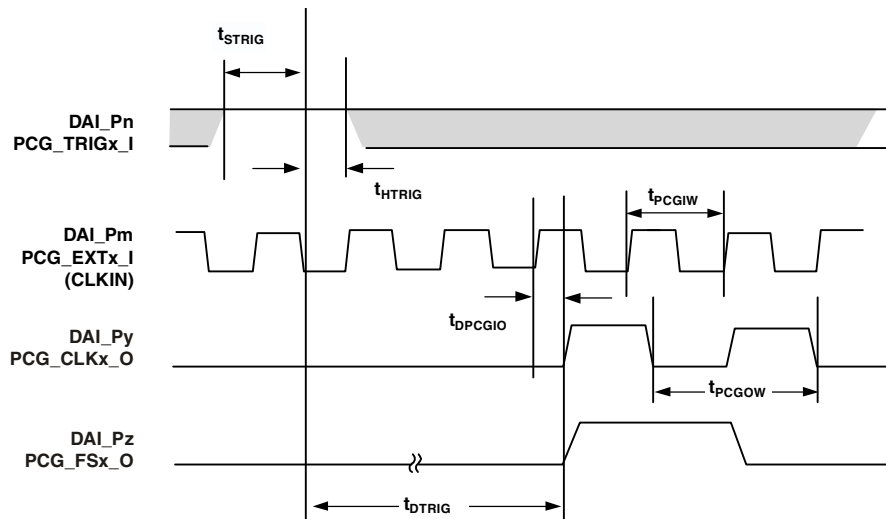 tSTRIG
DAI_Pn
PCG_TRIGx_I
tHTRIG
tPCGIW
DAI_Pm
PCG_EXTx_I
(CLKIN)
tDPCGIO
DAI_Py
PCG_CLKx_O
tPCGOW
DAI_Pz
PCG_FSx_O
tDTRIG